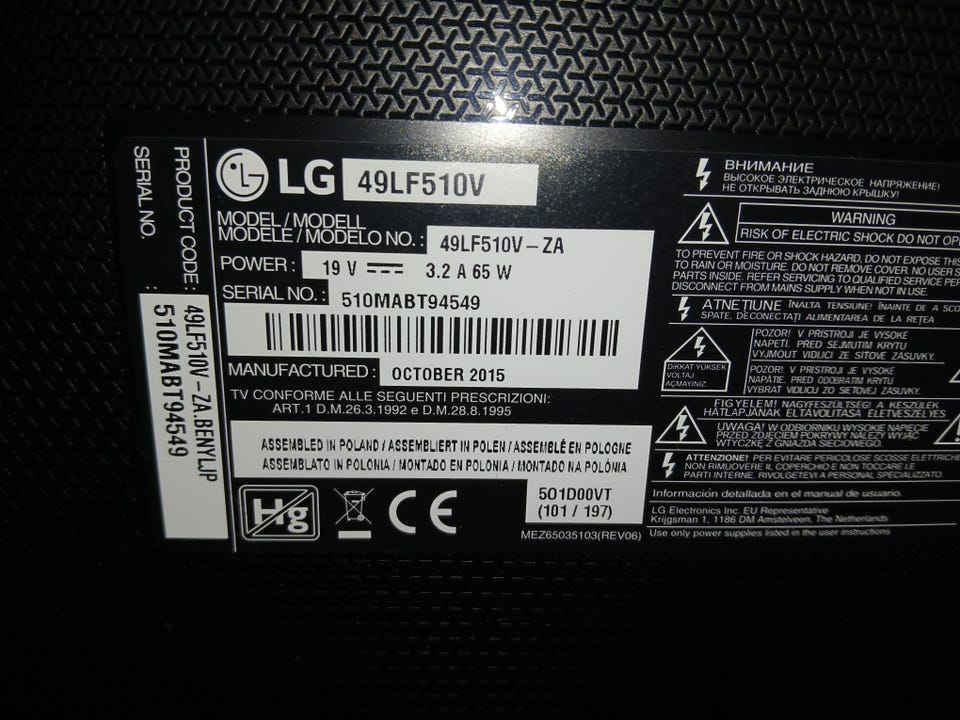 LG 49LF510V
MODEL / MODELL
MODELE / MODELO NO. : 49LF510V – ZA
POWER : 19 V 3.2 A 65 W
SERIAL NO. : 510MABT94549
MANUFACTURED : OCTOBER 2015
TV CONFORME ALLE SEGUENTI PRESCRIZIONI:
ART.1 D.M.26.3.1992 e D.M.28.8.1995
ASSEMBLED IN POLAND / ASSEMBLIERT IN POLEN / ASSEMBLÉ EN POLOGNE
ASSEMBLATO IN POLONIA / MONTADO EN POLONIA / MONTADO NA POLÓNIA
Hg
CE
501D00VT
(101 / 197)
MEZ65035103(REV06)
PRODUCT CODE : 49LF510V – ZA.BENYLJP
SERIAL NO. : 510MABT94549
ВНИМАНИЕ
ВЫСОКОЕ ЭЛЕКТРИЧЕСКОЕ НАПРЯЖЕНИЕ!
НЕ ОТКРЫВАТЬ ЗАДНЮЮ КРЫШКУ!
WARNING
RISK OF ELECTRIC SHOCK DO NOT
TO PREVENT FIRE OR SHOCK HAZARD, DO NOT EXPOSE THIS
TO RAIN OR MOISTURE. DO NOT REMOVE COVER. NO USER
PARTS INSIDE. REFER SERVICING TO QUALIFIED SERVICE
DISCONNECT FROM MAINS SUPPLY WHEN NOT IN USE.
ATNEȚIUNE ÎNALTA TENSIUNE! ÎNAINTE DE A
SPATE, DECONECTAȚI ALIMENTAREA DE LA REȚEA
DİKKAT YÜKSEK
VOLTAJ
AÇMAYINIZ
POZOR! V PŘÍSTROJI JE VYSOKÉ
NAPĚTÍ. PŘED SEJMUTIM KRYTU
VYJMOUT VIDLICI ZE SÍŤOVÉ ZÁSUVKY.
POZOR! V PRÍSTROJI JE VYSOKÉ
NAPÄTIE. PRED ODOBRATIM KRYTU
VYBRAŤ VIDLICU ZO SIEŤOVEJ ZÁSUVKY.
FIGYELEM! NAGYFESZÜLTSÉG! A KÉSZÜLÉK
HÁTLAPJÁNAK ELTÁVOLÍTÁSA ÉLETVESZÉLYES
UWAGA! W ODBIORNIKU WYSOKIE NAPIĘCIE
PRZED ZDJĘCIEM POKRYWY NALEŻY WYJĄĆ
WTYCZKĘ Z GNIAZDA SIECIOWEGO.
ATTENZIONE! PER EVITARE PERICOLOSE SCOSSE
NON RIMUOVERE IL COPERCHIO E NON TOCCARE LE
PARTI INTERNE. RIVOLGETEVI A PERSONALE SPECIALIZZATO.
Información detallada en el manual de usuario.
LG Electronics Inc. EU Representative
Krijgsman 1, 1186 DM Amstelveen, The Netherlands
Use only power supplies listed in the user instructions